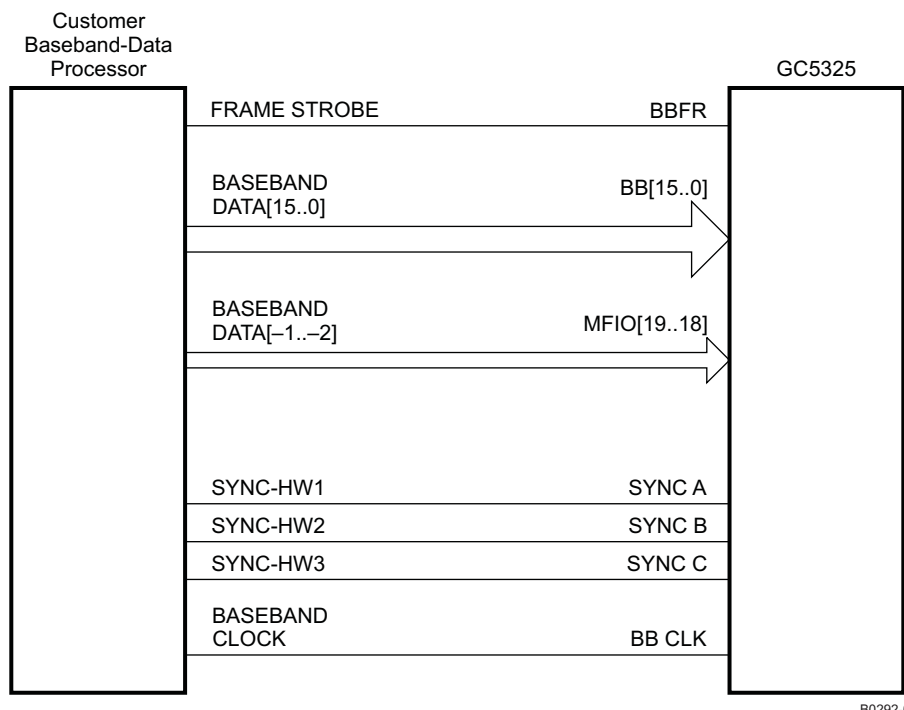 Customer
Baseband-Data
Processor
GC5325
FRAME STROBE
BBFR
BASEBAND
DATA[15..0]
BB[15..0]
BASEBAND
DATA[–1..–2]
MFIO[19..18]
SYNC-HW1
SYNC A
SYNC-HW2
SYNC B
SYNC-HW3
SYNC C
BASEBAND
CLOCK
BB CLK